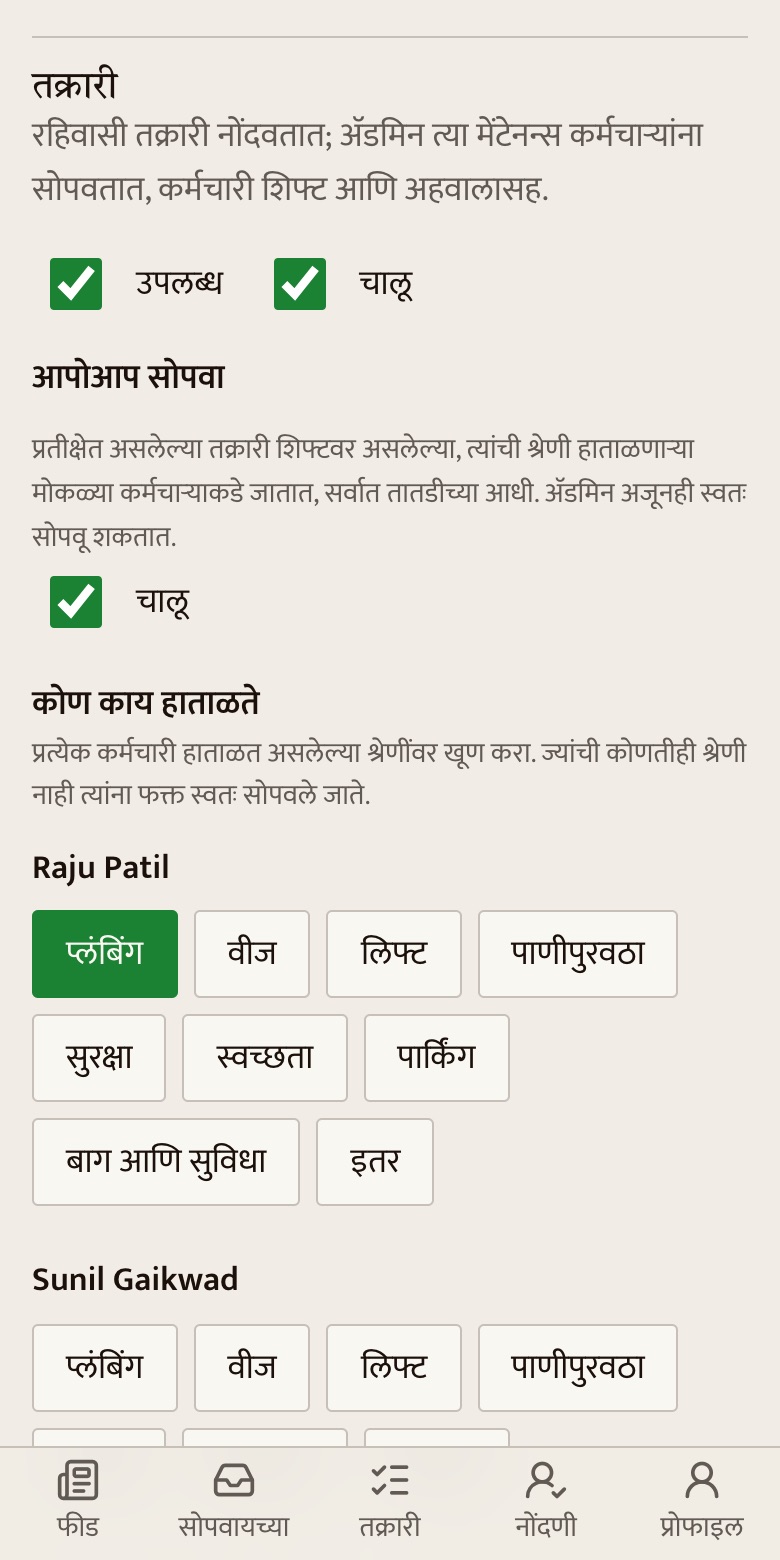 तक्रारी
रहिवासी तक्रारी नोंदवतात; ॲडमिन त्या मेंटेनन्स कर्मचाऱ्यांना
सोपवतात, कर्मचारी शिफ्ट आणि अहवालासह.
उपलब्ध चालू
आपोआप सोपवा
प्रतीक्षेत असलेल्या तक्रारी शिफ्टवर असलेल्या, त्यांची श्रेणी हाताळणाऱ्या
मोकळ्या कर्मचाऱ्याकडे जातात, सर्वात तातडीच्या आधी. ॲडमिन अजूनही स्वतः
सोपवू शकतात.
चालू
कोण काय हाताळते
प्रत्येक कर्मचारी हाताळत असलेल्या श्रेणींवर खूण करा. ज्यांची कोणतीही श्रेणी
नाही त्यांना फक्त स्वतः सोपवले जाते.
Raju Patil
प्लंबिंग वीज लिफ्ट पाणीपुरवठा
सुरक्षा स्वच्छता पार्किंग
बाग आणि सुविधा इतर
Sunil Gaikwad
प्लंबिंग वीज लिफ्ट पाणीपुरवठा
फीड सोपवायच्या तक्रारी नोंदणी प्रोफाइल